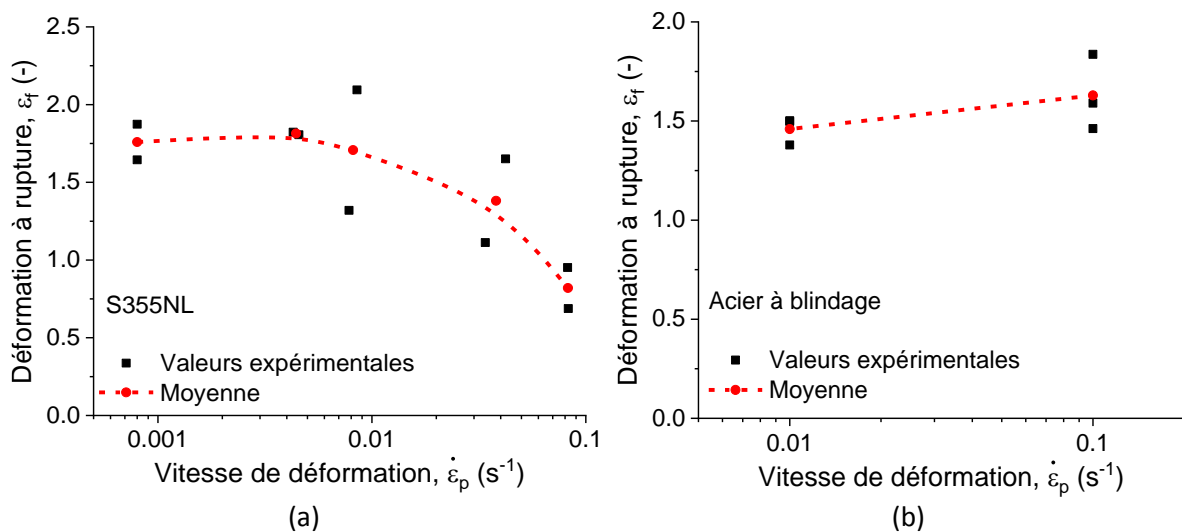 2.5
2.0
1.5
1.0
0.5
0.0
Déformation à rupture, εf (-)
S355NL
Valeurs expérimentales
Moyenne
0.001 0.01 0.1
Vitesse de déformation, ε̇p (s-1)
(a)
2.0
1.5
1.0
0.5
0.0
Déformation à rupture, εf (-)
Acier à blindage
Valeurs expérimentales
Moyenne
0.01 0.1
Vitesse de déformation, ε̇p (s-1)
(b)